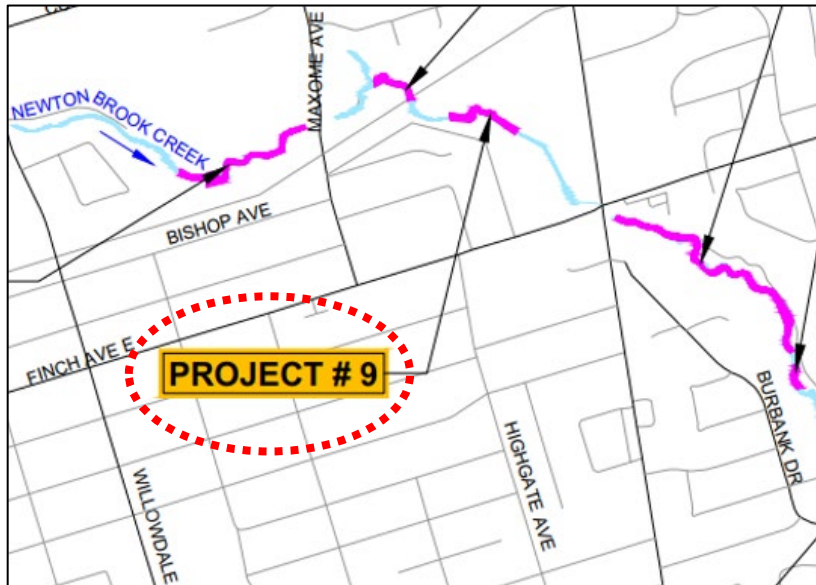 MAXOME AVE
NEWTON BROOK CREEK
BISHOP AVE
FINCH AVE E
PROJECT # 9
WILLOWDALE
HIGHGATE AVE
BURBANK DR